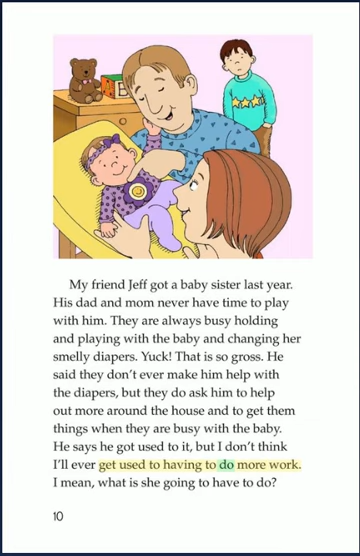 My friend Jeff got a baby sister last year.
His dad and mom never have time to play
with him. They are always busy holding
and playing with the baby and changing her
smelly diapers. Yuck! That is so gross. He
said they don't ever make him help with
the diapers, but they do ask him to help
out more around the house and to get them
things when they are busy with the baby.
He says he got used to it, but I don't think
I'll ever get used to having to do more work.
I mean, what is she going to have to do?
10